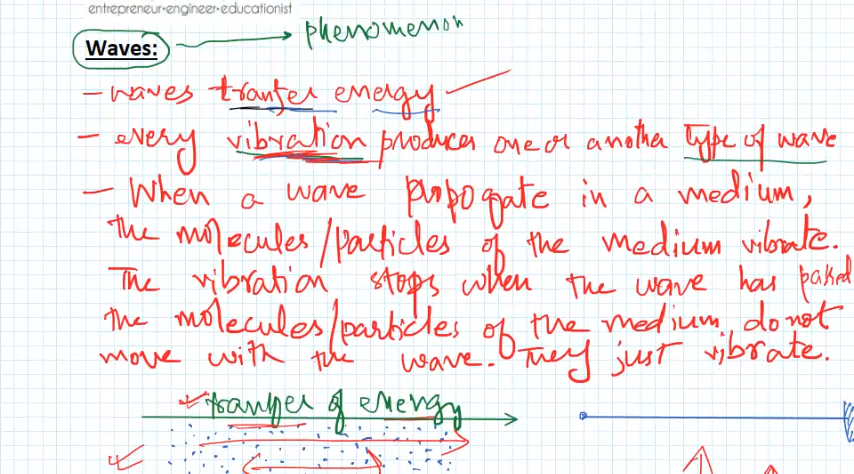 entrepreneur•engineer•educationist
Waves: → phenomenon
- waves tranfer energy
- every vibration produces one or another type of wave
- When a wave propogate in a medium,
the molecules/particles of the medium vibrate.
The vibration stops when the wave has passed
the molecules/particles of the medium do not
move with the wave. They just vibrate.
tranfer of energy